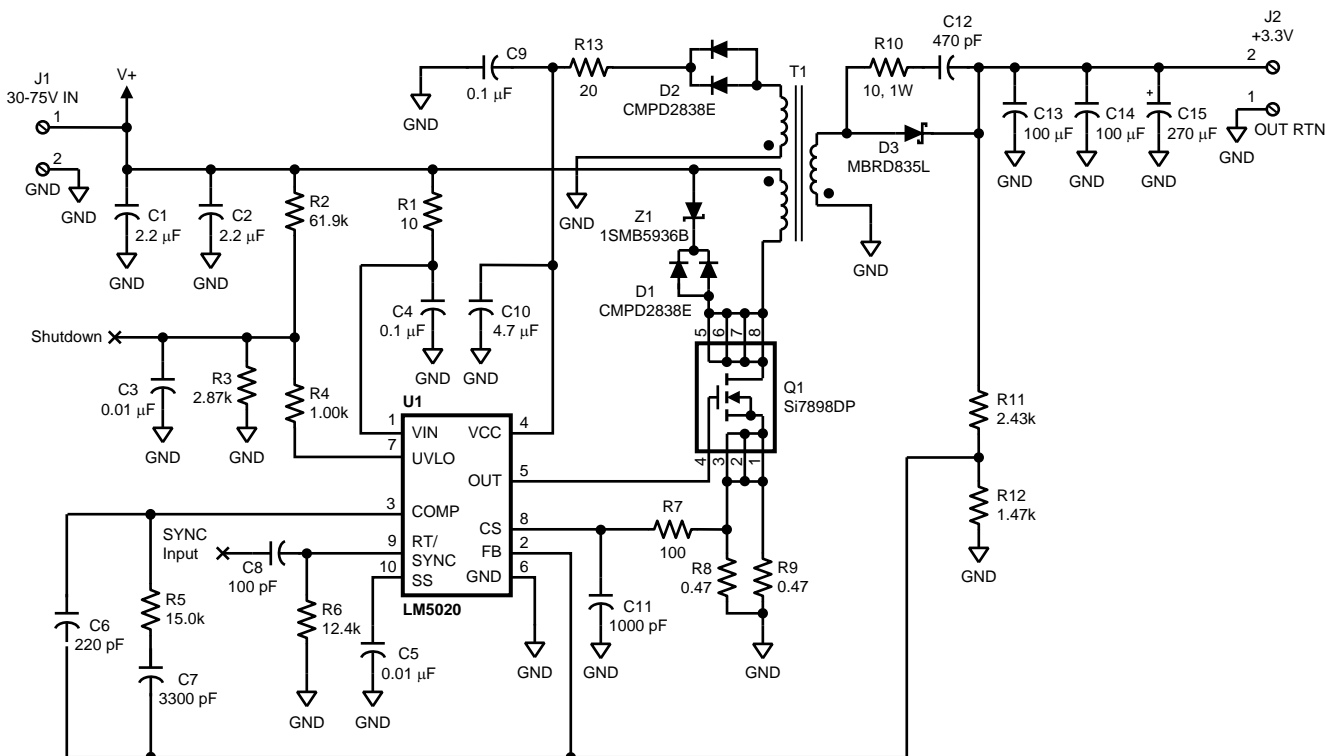 J1
30-75V IN
1
2
GND
GND
V+
C1
2.2 μF
GND
C2
2.2 μF
GND
R2
61.9k
R1
10
C4
0.1 μF
GND
C9
0.1 μF
GND
R13
20
D2
CMPD2838E
T1
GND
C10
4.7 μF
GND
Z1
1SMB5936B
D1
CMPD2838E
R10
10, 1W
C12
470 pF
D3
MBRD835L
GND
C13
100 μF
GND
C14
100 μF
GND
+
C15
270 μF
GND
J2
+3.3V
2
1
OUT RTN
GND
Shutdown
C3
0.01 μF
GND
R3
2.87k
GND
R4
1.00k
U1
1
VIN
7
UVLO
3
COMP
9
RT/
SYNC
10
SS
VCC
4
OUT
5
CS
8
FB
2
GND
6
LM5020
5
6
7
8
Q1
Si7898DP
4
3
2
1
R11
2.43k
R12
1.47k
GND
SYNC
Input
C8
100 pF
R6
12.4k
GND
C5
0.01 μF
GND
C6
220 pF
R5
15.0k
C7
3300 pF
GND
R7
100
C11
1000 pF
GND
R8
0.47
R9
0.47
GND